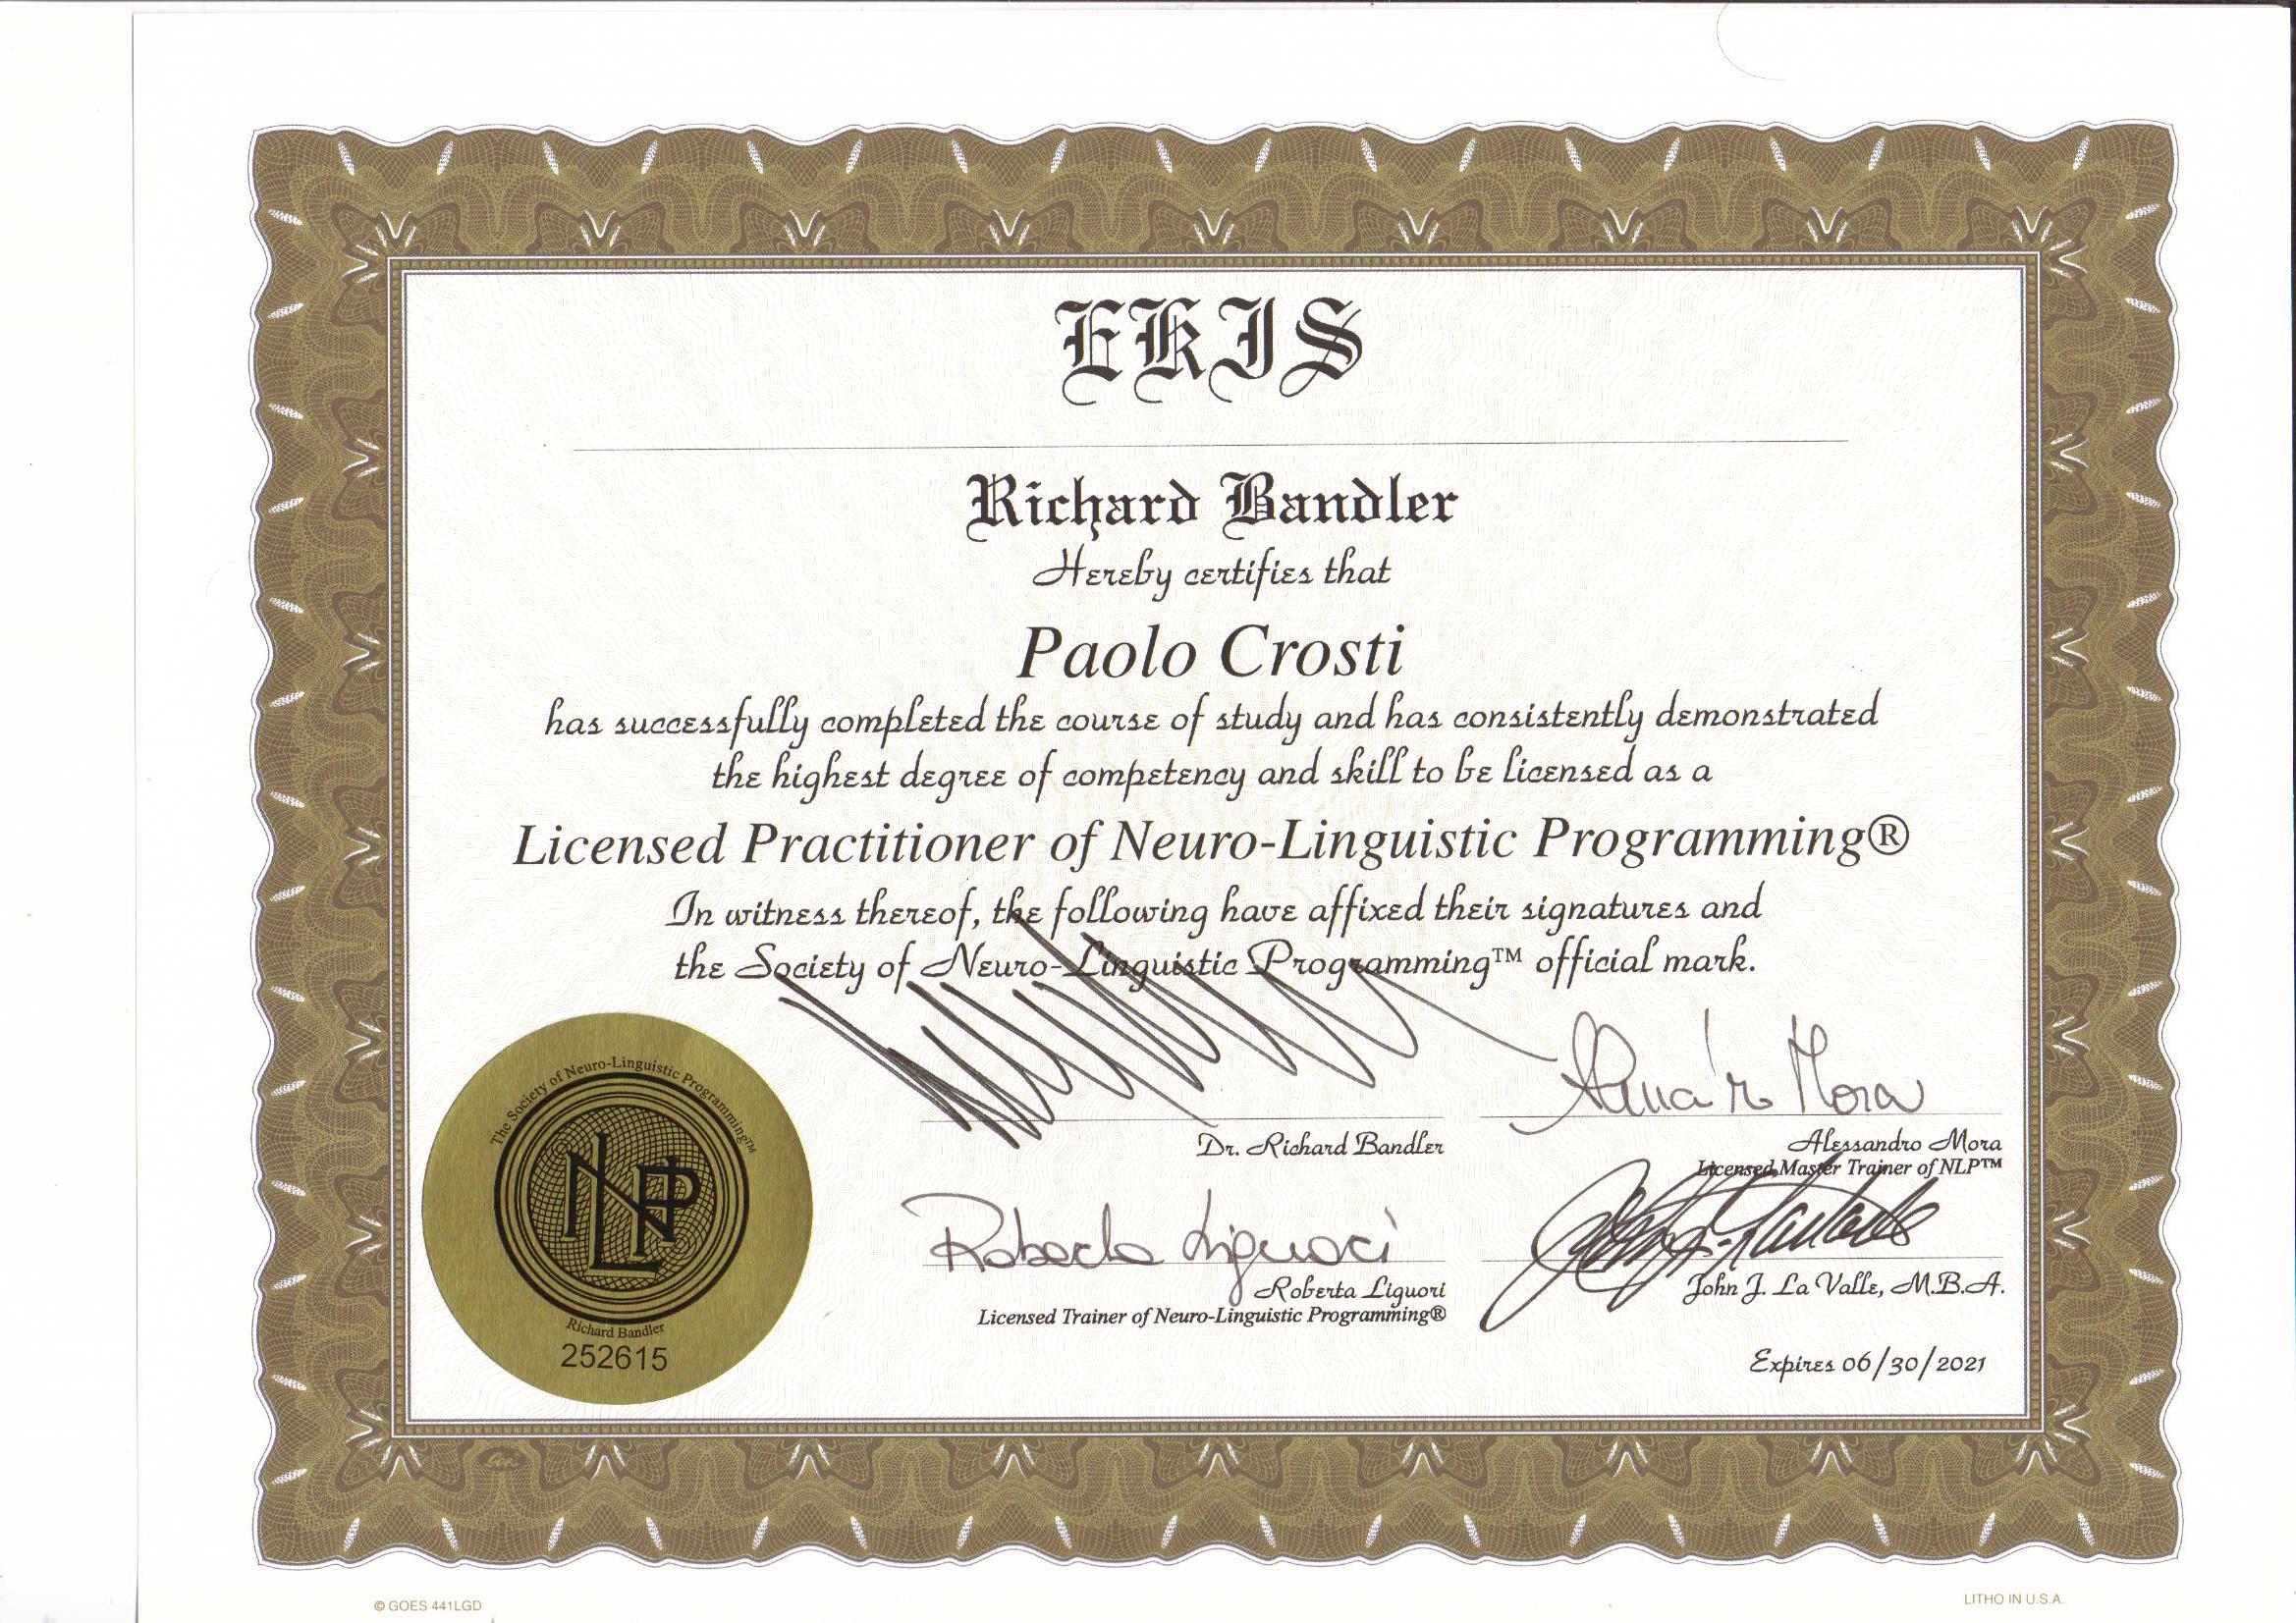 EKIS
Richard Bandler
Hereby certifies that
Paolo Crosti
has successfully completed the course of study and has consistently demonstrated
the highest degree of competency and skill to be licensed as a
Licensed Practitioner of Neuro-Linguistic Programming®
In witness thereof, the following have affixed their signatures and
the Society of Neuro-Linguistic Programming™ official mark.
Dr. Richard Bandler
Alessandro Mora
Licensed Master Trainer of NLP™
Roberta Liguori
Roberta Liguori
Licensed Trainer of Neuro-Linguistic Programming®
John J. La Valle, M.B.A.
Expires 06/30/2021
The Society of Neuro-Linguistic Programming™
NLP
Richard Bandler
252615
Goes
© GOES 441LGD
LITHO IN U.S.A.